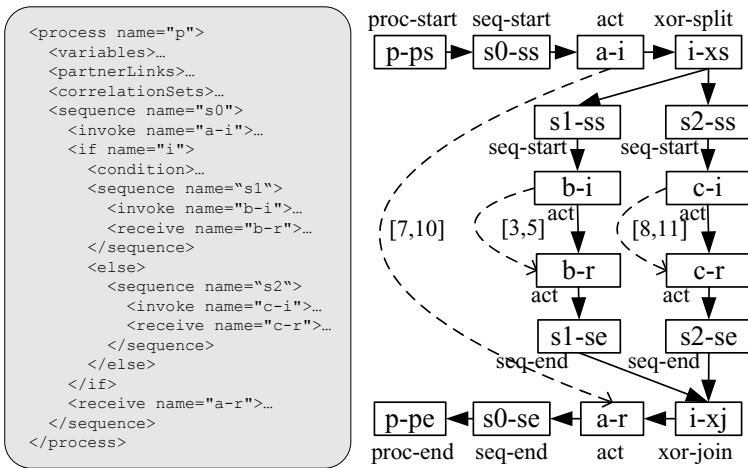 <process name="p">
<variables>…
<partnerLinks>…
<correlationSets>…
<sequence name="s0">
<invoke name="a-i">…
<if name="i">
<condition>…
<sequence name=“s1“>
<invoke name="b-i">…
<receive name="b-r">…
</sequence>
<else>
<sequence name=“s2“>
<invoke name="c-i">…
<receive name="c-r">…
</sequence>
</else>
</if>
<receive name="a-r">…
</sequence>
</process>
proc-start seq-start act xor-split
p-ps s0-ss a-i i-xs
s1-ss s2-ss
seq-start seq-start
b-i c-i
act act
[7,10] [3,5] [8,11]
b-r c-r
act act
s1-se s2-se
seq-end seq-end
p-pe s0-se a-r i-xj
proc-end seq-end act xor-join